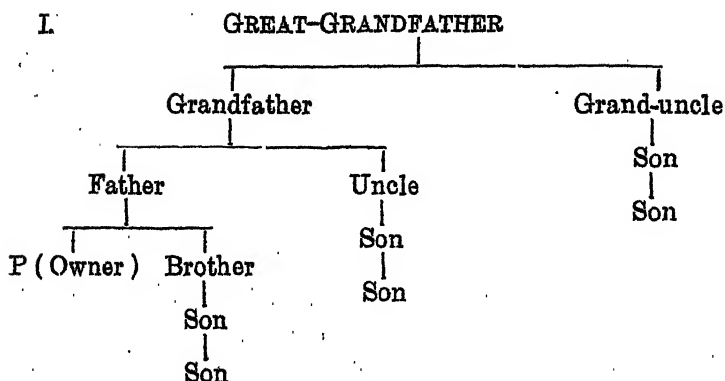 I. GREAT-GRANDFATHER
Grandfather Grand-uncle
Son
Father Uncle Son
P (Owner) Brother Son
Son Son
Son